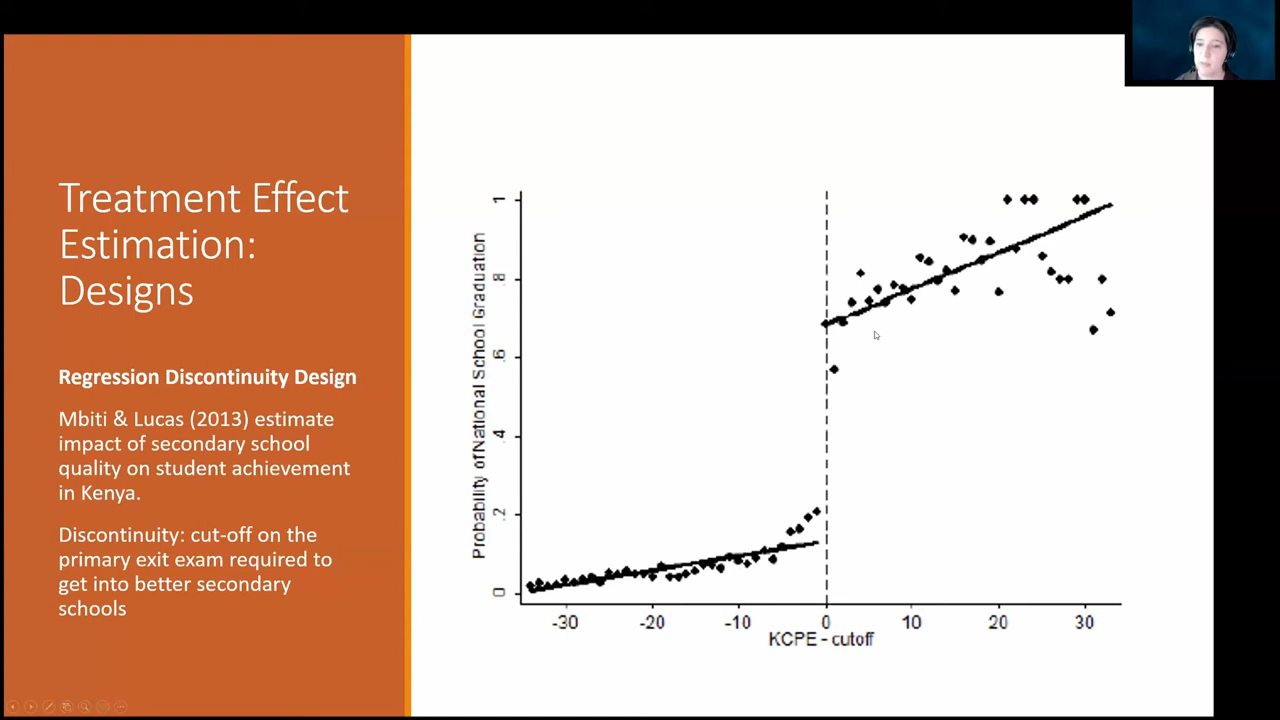 Treatment Effect
Estimation:
Designs
Regression Discontinuity Design
Mbiti & Lucas (2013) estimate
impact of secondary school
quality on student achievement
in Kenya.
Discontinuity: cut-off on the
primary exit exam required to
get into better secondary
schools
Probability of National School Graduation
1
.8
.6
.4
.2
0
-30 -20 -10 0 10 20 30
KCPE - cutoff